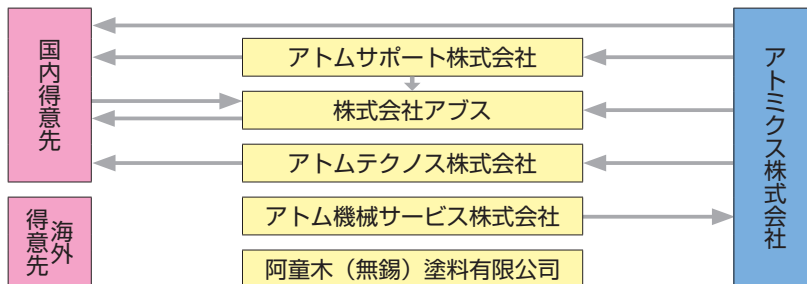 国内得意先
アトムサポート株式会社
株式会社アブス
アトムテクノス株式会社
アトム機械サービス株式会社
阿童木（無錫）塗料有限公司
海外
得意先
アトミクス株式会社